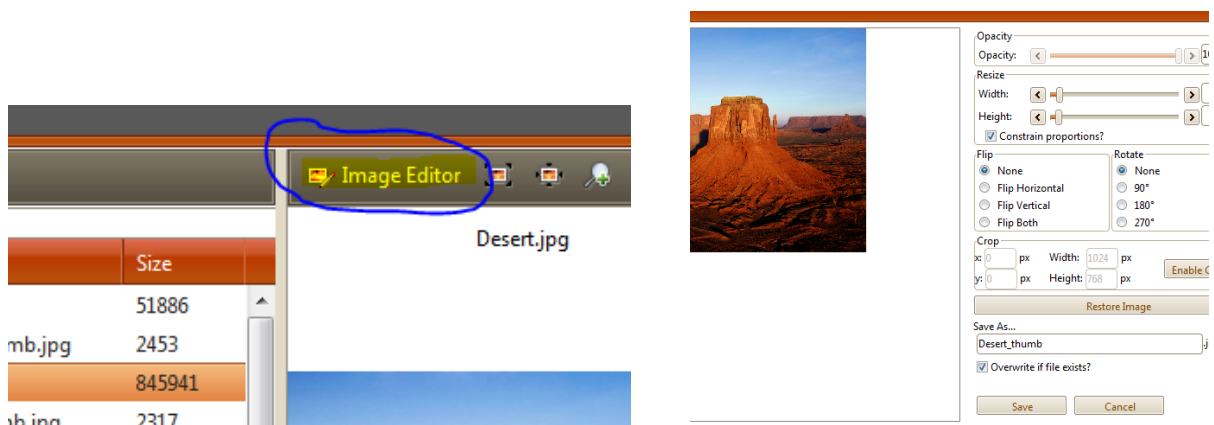 Image Editor
Desert.jpg
Size
51886
mb.jpg 2453
845941
2317
Opacity
Opacity:
Resize
Width:
Height:
Constrain proportions?
Flip Rotate
None None
Flip Horizontal 90°
Flip Vertical 180°
Flip Both 270°
Crop
x: 0 px Width: 1024 px
y: 0 px Height: 768 px
Enable
Restore Image
Save As...
Desert_thumb
Overwrite if file exists?
Save Cancel